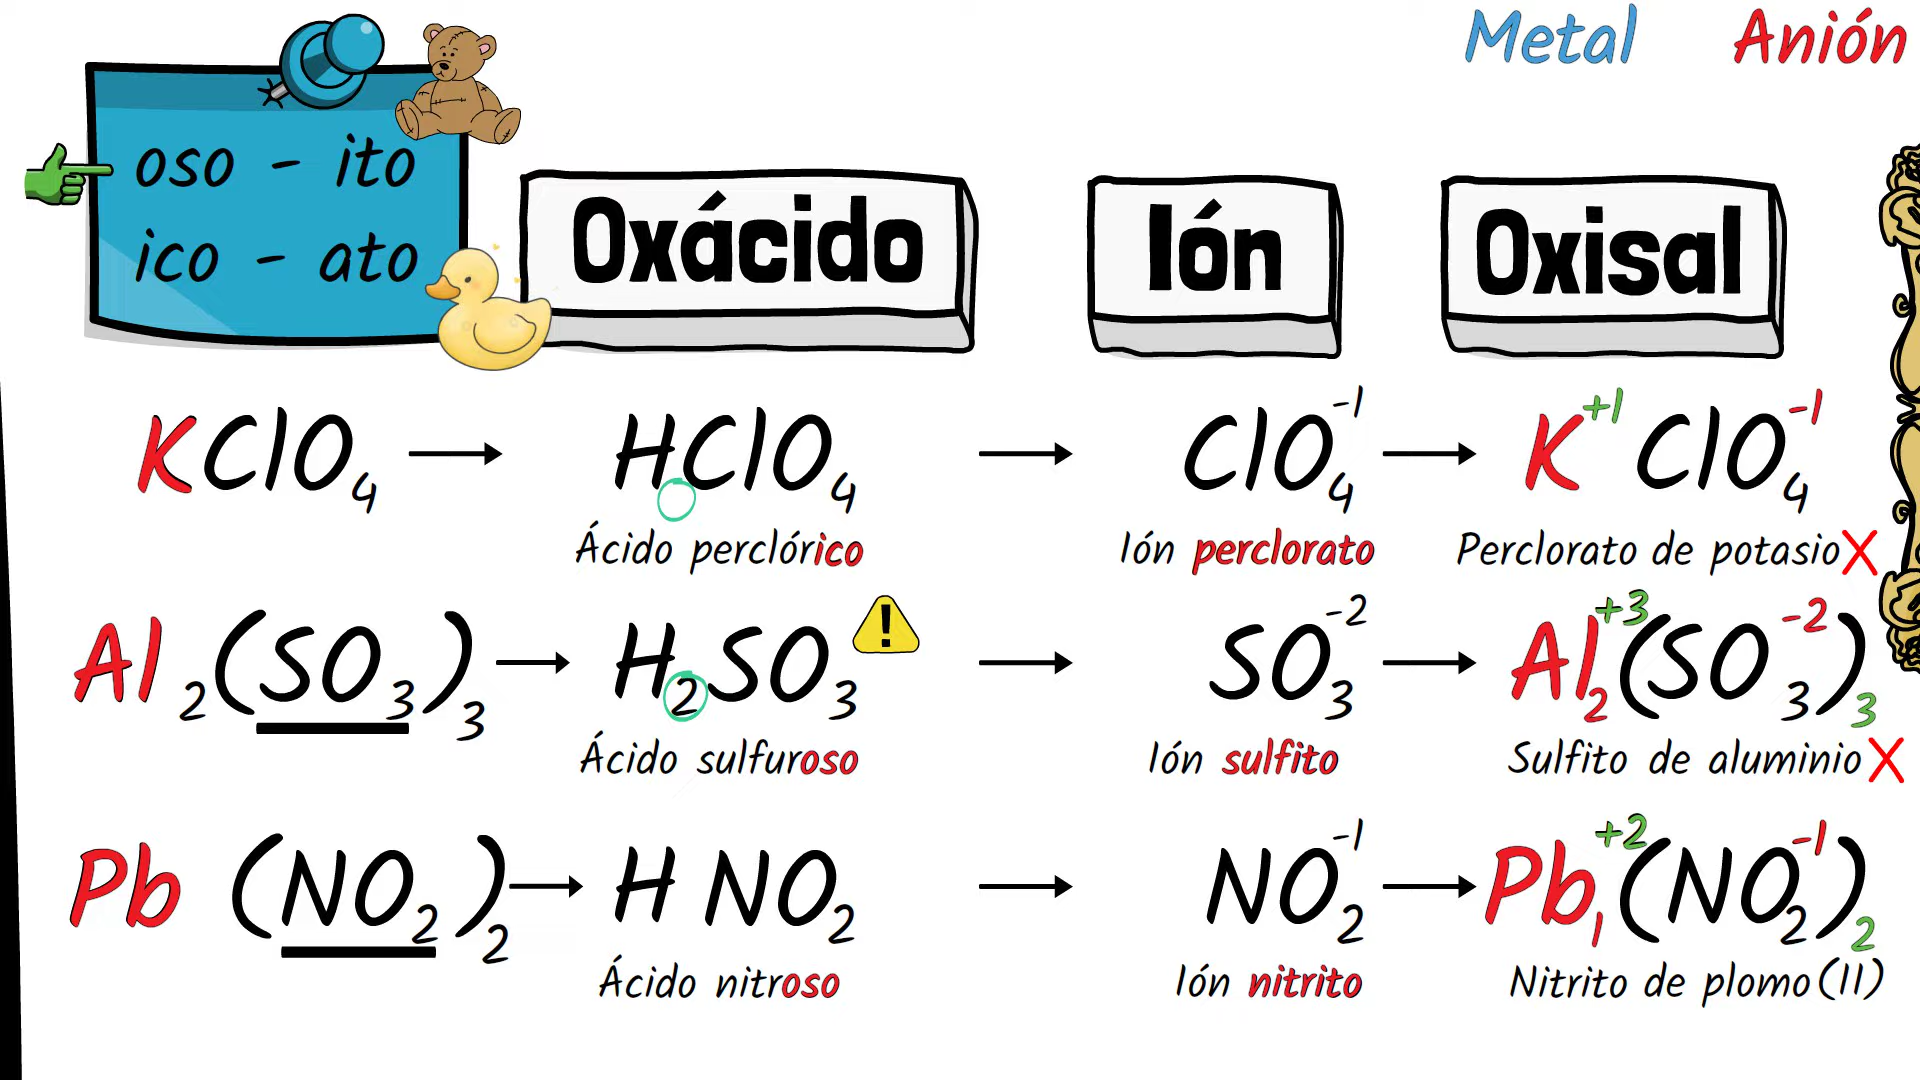 Metal Anión
oso - ito
ico - ato
Oxácido Ión Oxisal
KClO4 → HClO4 → ClO4-1 → K+1 ClO4-1
Ácido perclórico Ión perclorato Perclorato de potasio X
Al2(SO3)3 → H2SO3 ! → SO3-2 → Al2+3(SO3-2)3
Ácido sulfuroso Ión sulfito Sulfito de aluminio X
Pb (NO2)2 → H NO2 → NO2-1 → Pb1+2(NO2-1)2
Ácido nitroso Ión nitrito Nitrito de plomo (II)